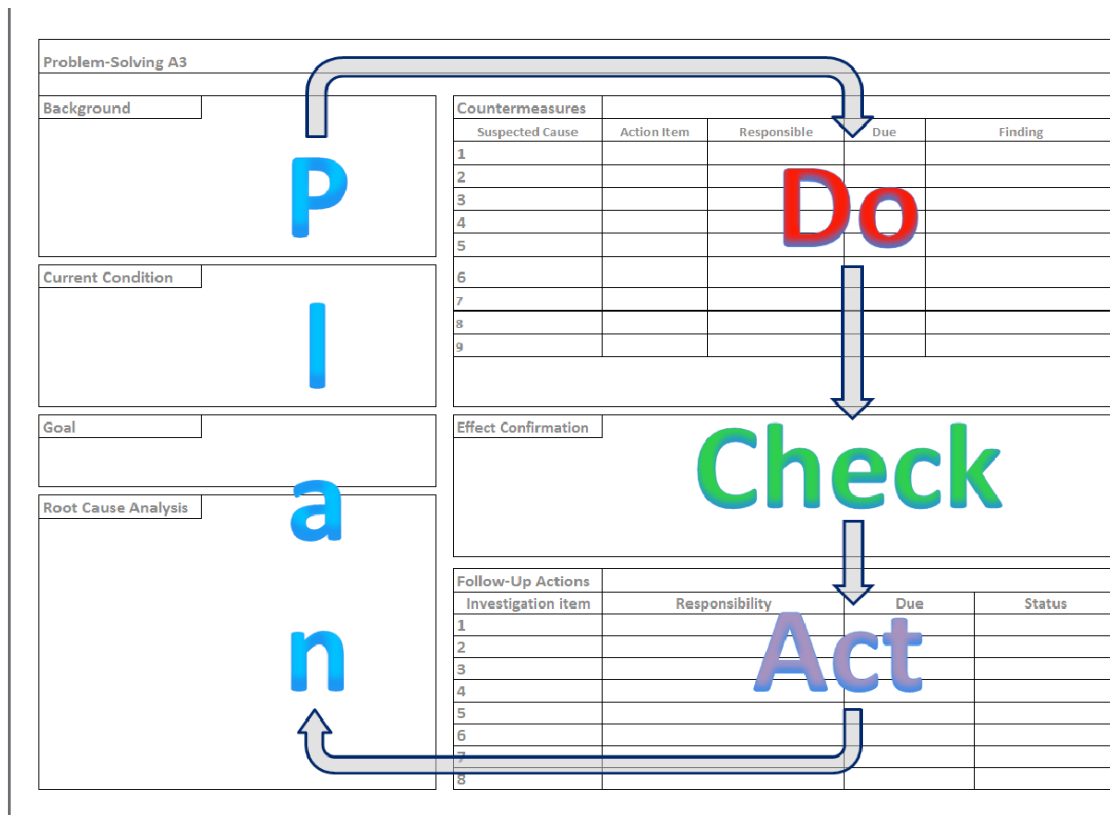 Problem-Solving A3
Background
Current Condition
Goal
Root Cause Analysis
Plan
Countermeasures
Suspected Cause Action Item Responsible Due Finding
1
2
3
4
5
6
7
8
9
Do
Effect Confirmation
Check
Follow-Up Actions
Investigation item Responsibility Due Status
1
2
3
4
5
6
7
8
Act